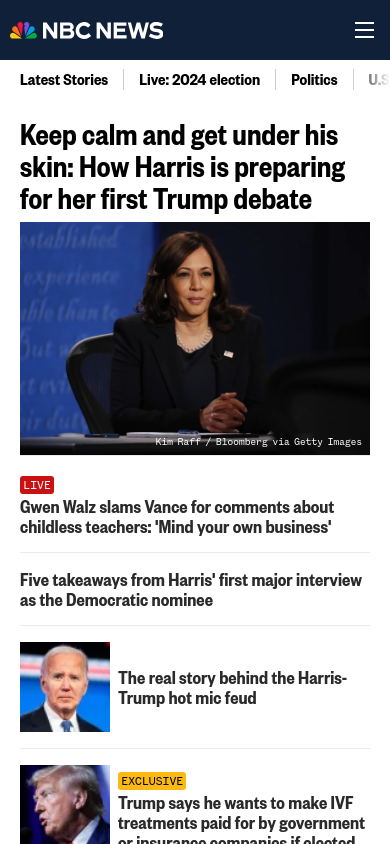 NBC NEWS
Latest Stories
Live: 2024 election
Politics
U.S
Keep calm and get under his
skin: How Harris is preparing
for her first Trump debate
established
experience
Kim Raff / Bloomberg via Getty Images
LIVE
Gwen Walz slams Vance for comments about
childless teachers: 'Mind your own business'
Five takeaways from Harris' first major interview
as the Democratic nominee
The real story behind the Harris-
Trump hot mic feud
EXCLUSIVE
Trump says he wants to make IVF
treatments paid for by government
or insurance companies if elected